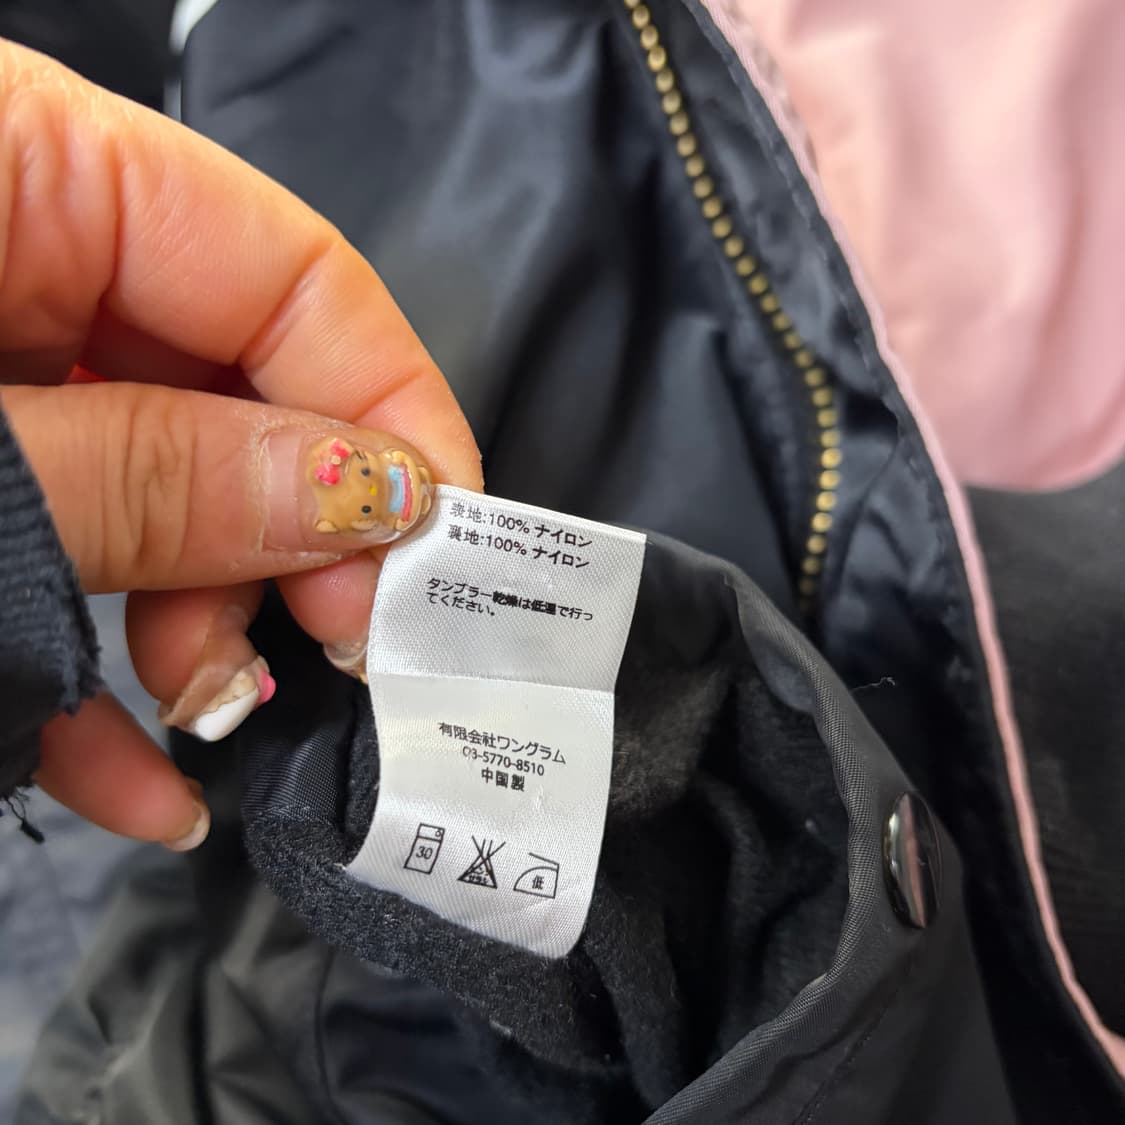 表地:100% ナイロン
裏地:100% ナイロン
タンブラー乾燥は低温で行っ
てください。
有限会社ワングラム
03-5770-8510
中国製
30
低